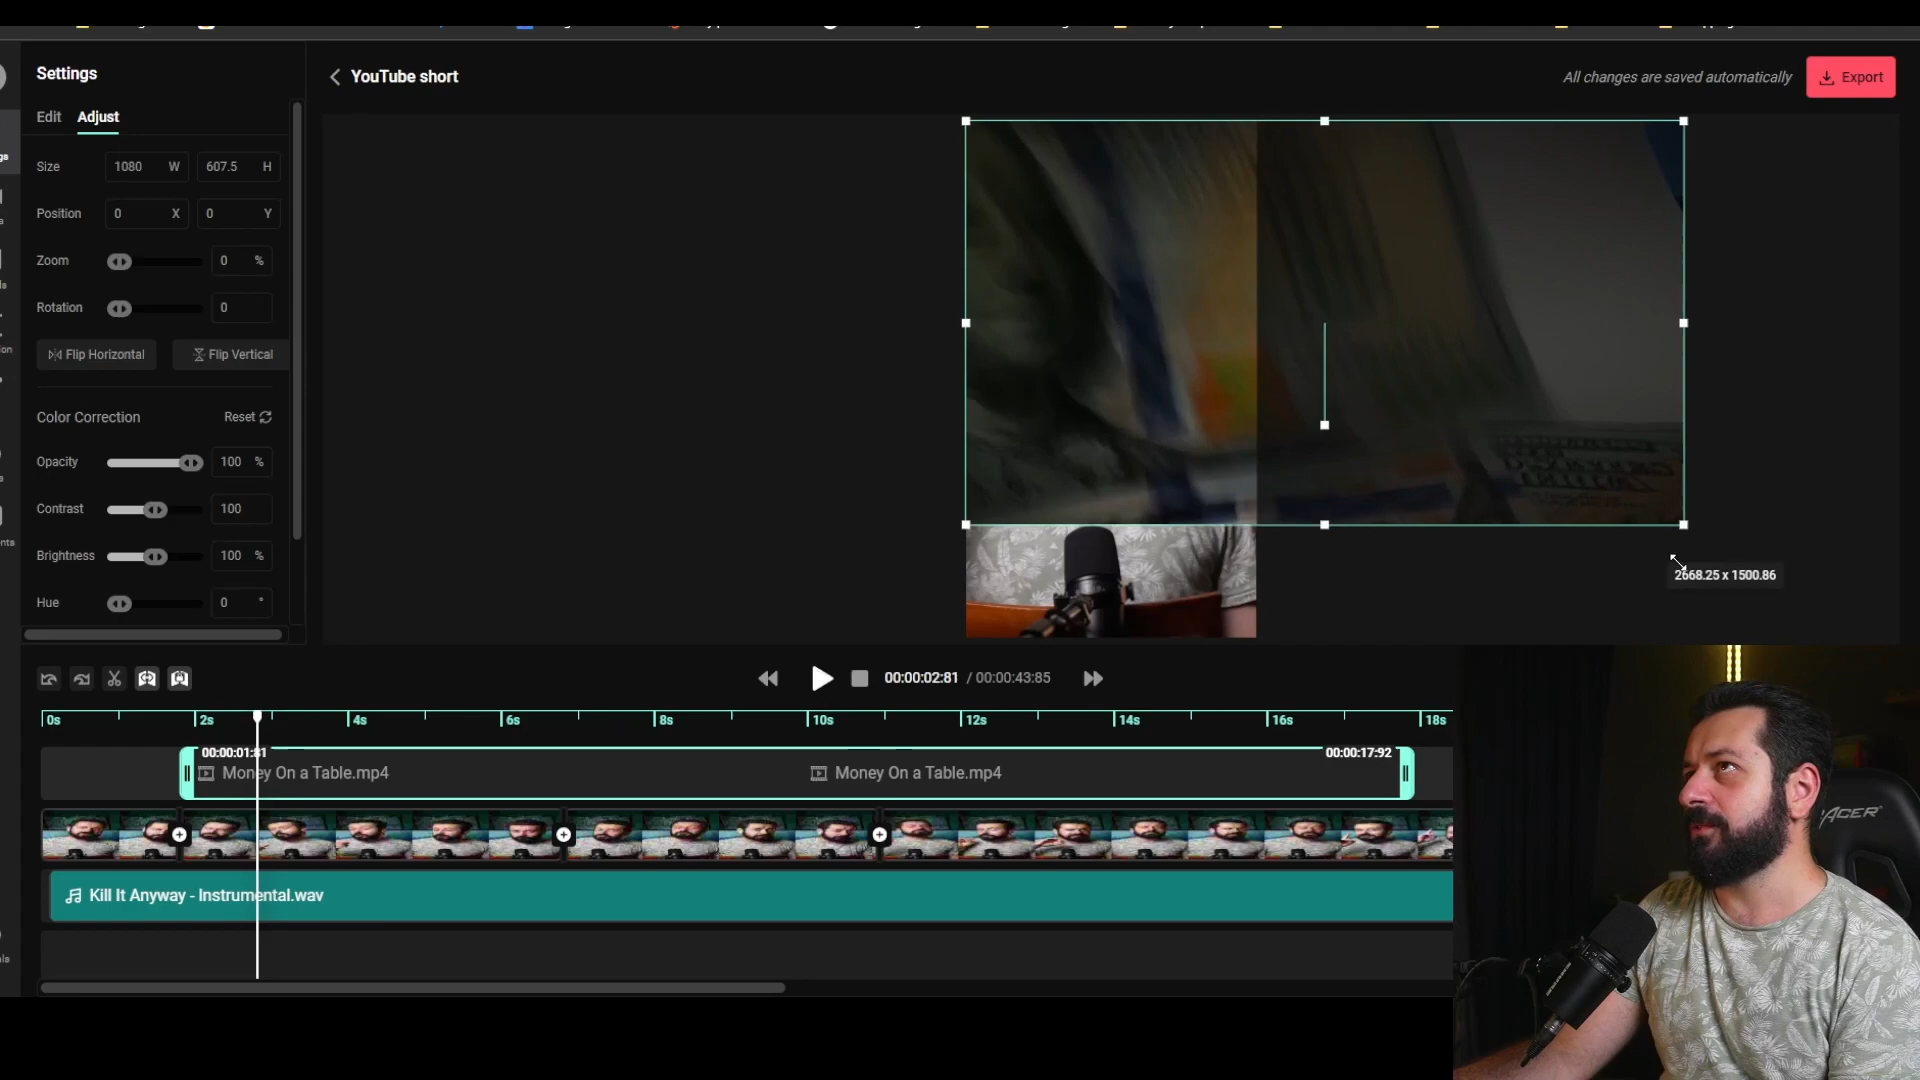 Settings
YouTube short
All changes are saved automatically
Export
Edit
Adjust
Size
1080 W
607.5 H
Position
0 X
0 Y
Zoom
0 %
Rotation
0
Flip Horizontal
Flip Vertical
Color Correction
Reset
Opacity
100 %
Contrast
100
Brightness
100 %
Hue
0 °
2668.25 x 1500.86
00:00:02:81 / 00:00:43:85
0s
2s
4s
6s
8s
10s
12s
14s
16s
18s
00:00:01:81
00:00:17:92
Money On a Table.mp4
Money On a Table.mp4
Kill It Anyway - Instrumental.wav
ACER